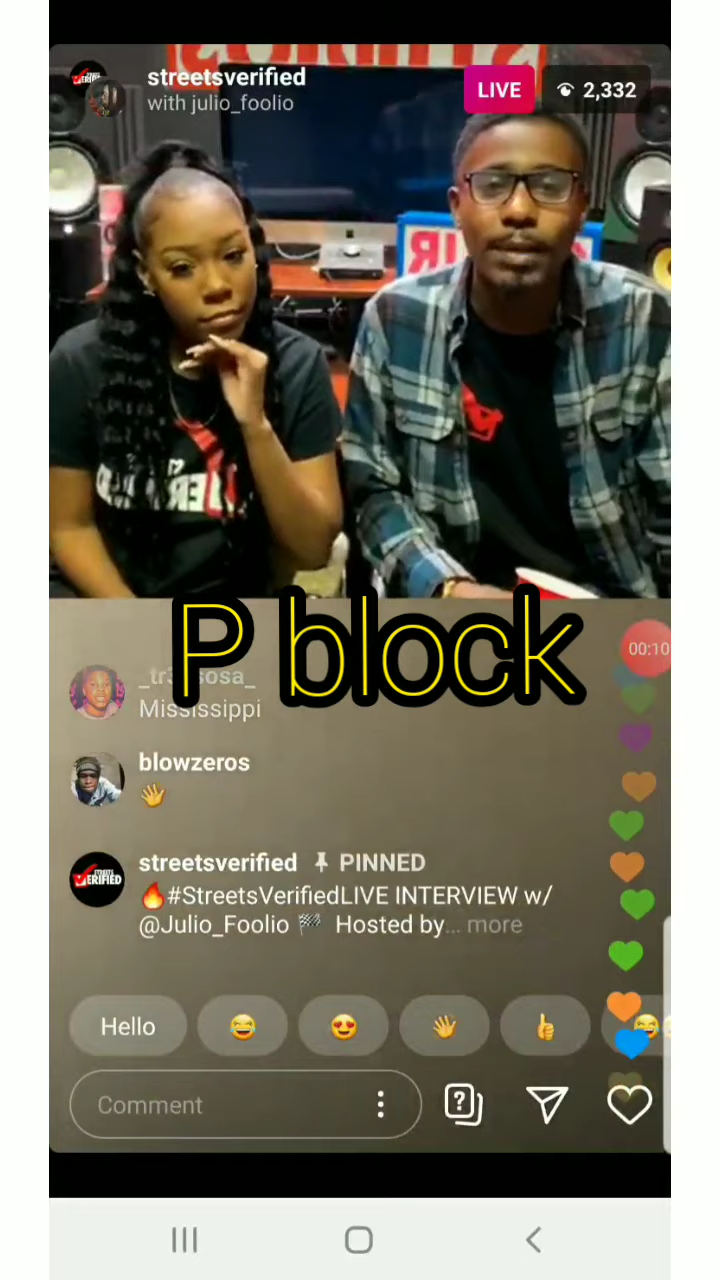 streetsverified
with julio_foolio
LIVE
2,332
P block
00:10
Mississippi
blowzeros
👋
streetsverified PINNED
🔥#StreetsVerifiedLIVE INTERVIEW w/
@Julio_Foolio 🏁 Hosted by... more
VERIFIED
Hello 😂 😍 👋 👍 😂
Comment